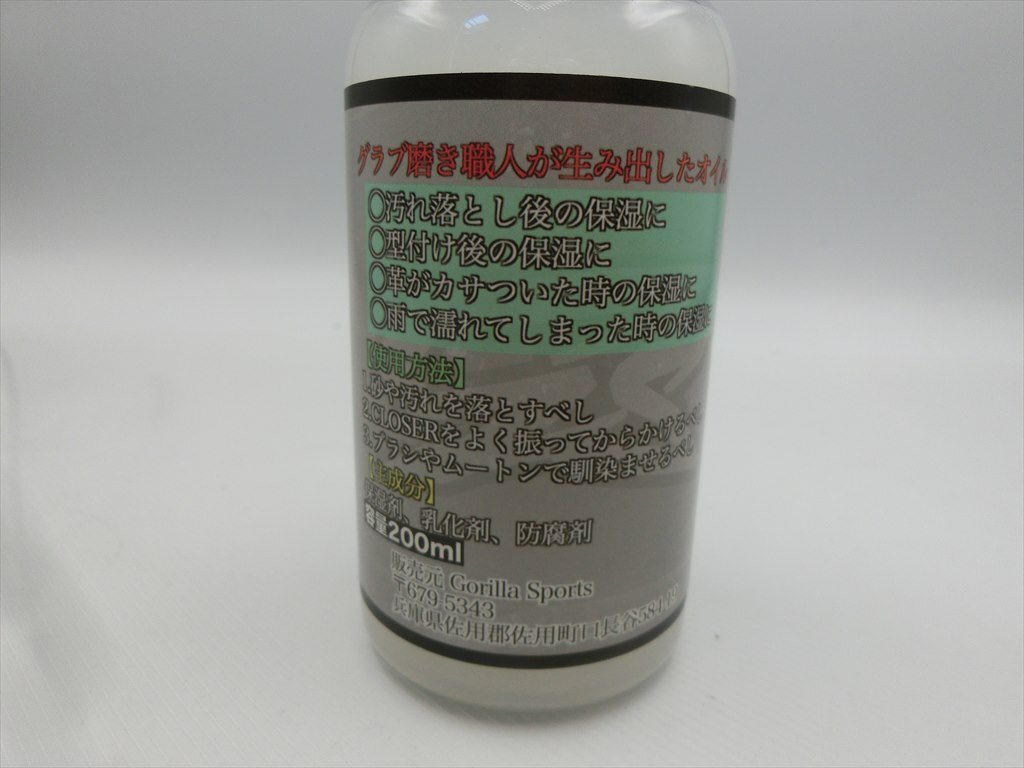 グラブ磨き職人が生み出したオイル
○汚れ落とし後の保湿に
○型付け後の保湿に
○革がカサついた時の保湿に
○雨で濡れてしまった時の保湿に
【使用方法】
1.砂や汚れを落とすべし
2.CLOSERをよく振ってからかけるべし
3.ブラシやムートンで馴染ませるべし
【主成分】
保湿剤、乳化剤、防腐剤
容量200ml
販売元 Gorilla Sports
〒679-5343
兵庫県佐用郡佐用町口長谷584-19